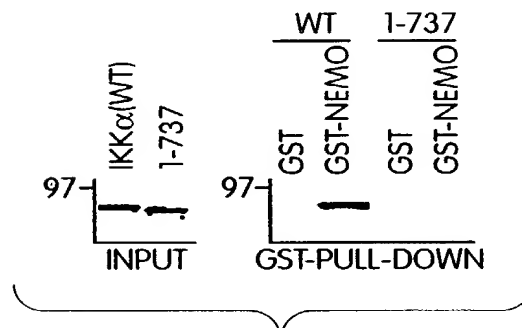 WT 1-737
IKKα(WT)
1-737
GST
GST-NEMO
GST
GST-NEMO
97
97
INPUT
GST-PULL-DOWN